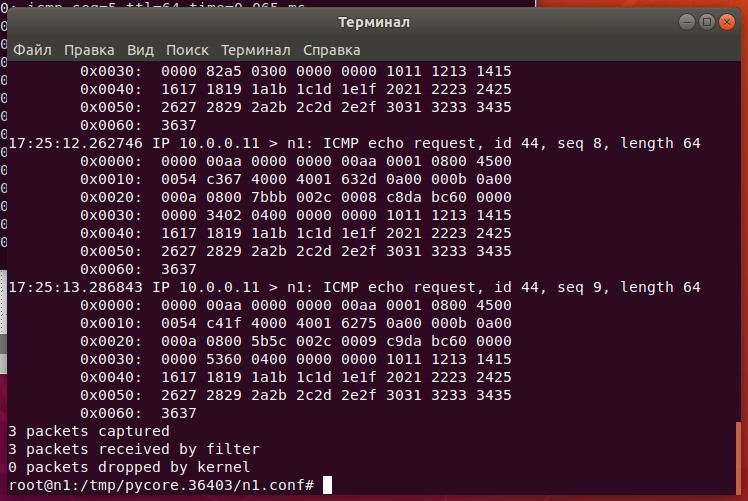 0: icmp_seq=5 ttl=64 time=0.065 ms
Терминал
Файл Правка Вид Поиск Терминал Справка
0x0030: 0000 82a5 0300 0000 0000 1011 1213 1415
0x0040: 1617 1819 1a1b 1c1d 1e1f 2021 2223 2425
0x0050: 2627 2829 2a2b 2c2d 2e2f 3031 3233 3435
0x0060: 3637
17:25:12.262746 IP 10.0.0.11 > n1: ICMP echo request, id 44, seq 8, length 64
0x0000: 0000 00aa 0000 0000 00aa 0001 0800 4500
0x0010: 0054 c367 4000 4001 632d 0a00 000b 0a00
0x0020: 000a 0800 7bbb 002c 0008 c8da bc60 0000
0x0030: 0000 3402 0400 0000 0000 1011 1213 1415
0x0040: 1617 1819 1a1b 1c1d 1e1f 2021 2223 2425
0x0050: 2627 2829 2a2b 2c2d 2e2f 3031 3233 3435
0x0060: 3637
17:25:13.286843 IP 10.0.0.11 > n1: ICMP echo request, id 44, seq 9, length 64
0x0000: 0000 00aa 0000 0000 00aa 0001 0800 4500
0x0010: 0054 c41f 4000 4001 6275 0a00 000b 0a00
0x0020: 000a 0800 5b5c 002c 0009 c9da bc60 0000
0x0030: 0000 5360 0400 0000 0000 1011 1213 1415
0x0040: 1617 1819 1a1b 1c1d 1e1f 2021 2223 2425
0x0050: 2627 2829 2a2b 2c2d 2e2f 3031 3233 3435
0x0060: 3637
3 packets captured
3 packets received by filter
0 packets dropped by kernel
root@n1:/tmp/pycore.36403/n1.conf#